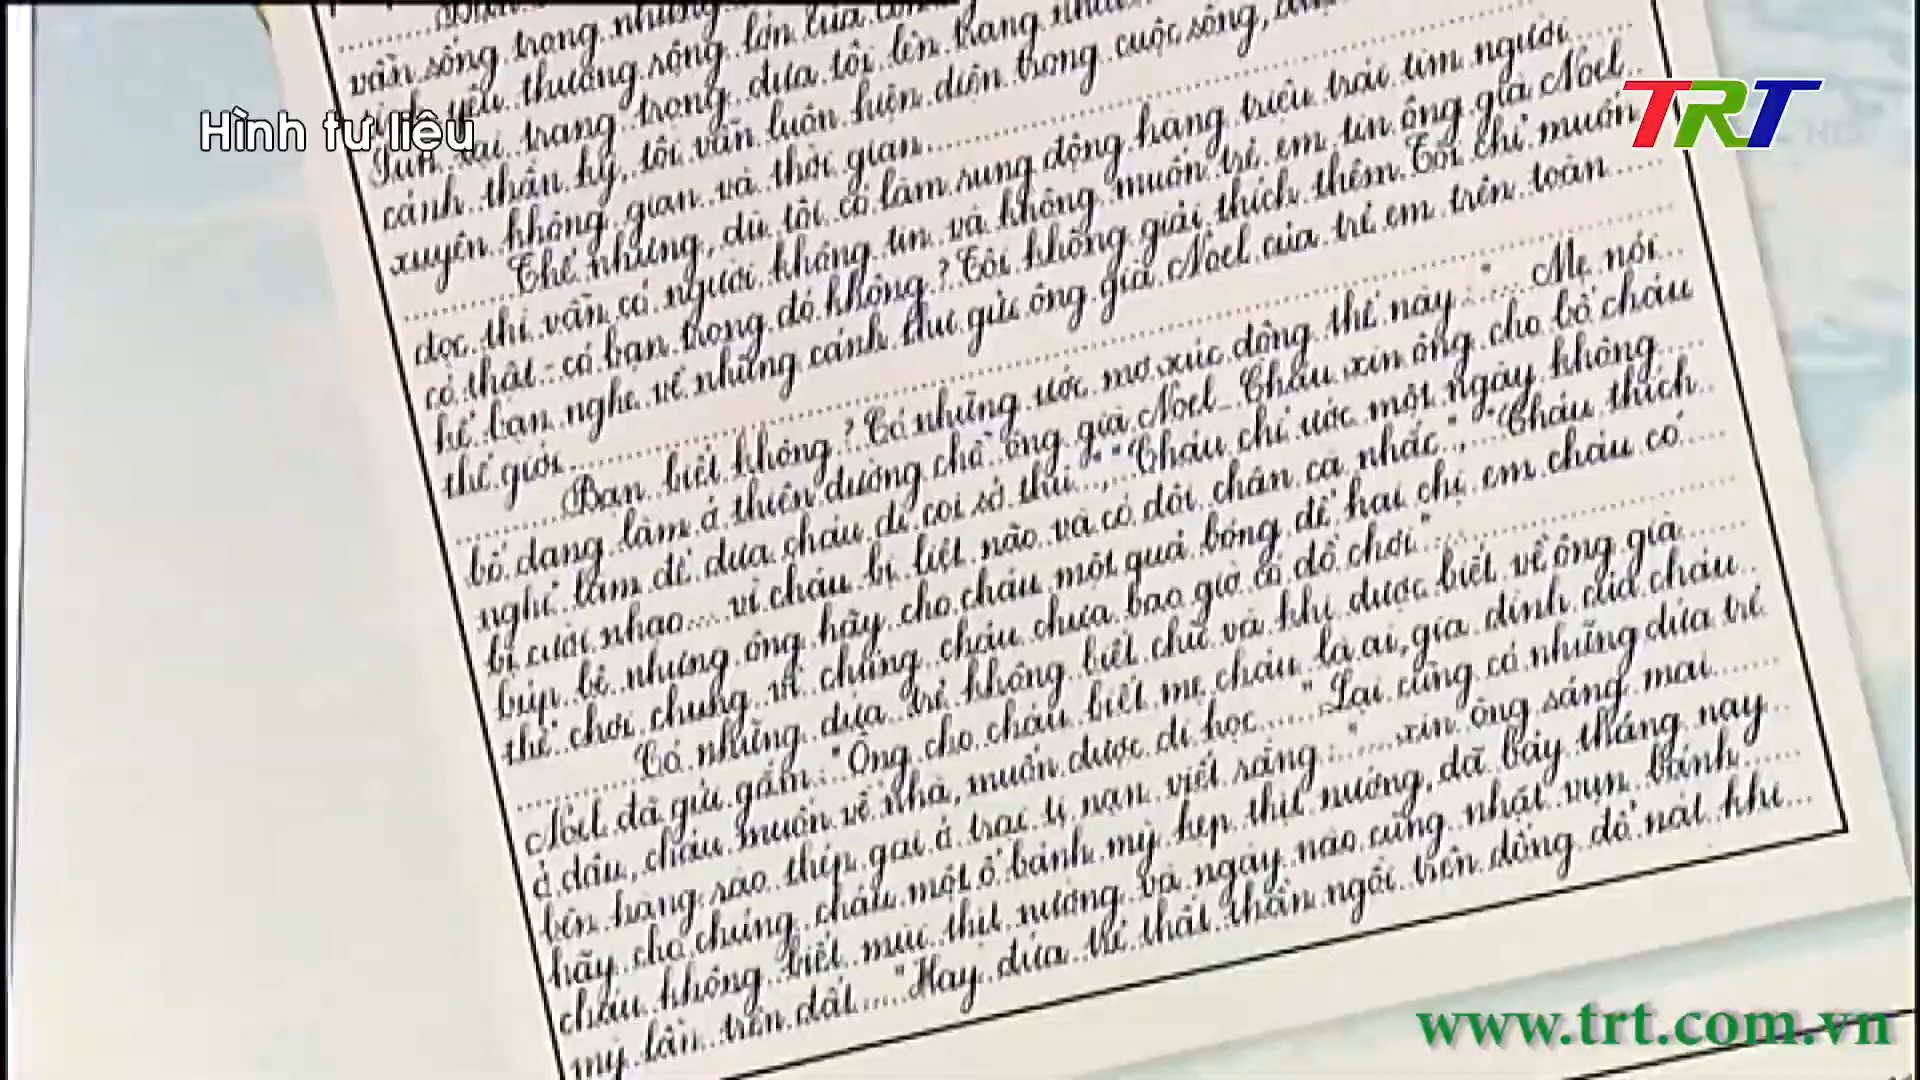 Hình tư liệu
TRT
vẫn sống trong những
tình yêu thương sông lớn của
trang trọng đưa tôi lên hàng
cánh thần kỳ, tôi vẫn luôn hiện diện trong cuộc sống,
xuyên không gian và thời gian
Thế nhưng, dù tôi có làm rung động hàng triệu trái tim người
đọc thì vẫn có người không tin và không muốn trẻ em tin ông già Noel
có thật - có bạn trong đó không? Tôi không giải thích thêm. Tôi chỉ muốn
kể bạn nghe về những cánh thư gửi ông già Noel của trẻ em trên toàn
thế giới.
Bạn biết không? Có những ước mơ xúc động thế này: "..... Mẹ nói
bố đang làm ở thiên đường chỗ ông già Noel. Cháu xin ông cho bố cháu
nghỉ làm để đưa cháu đi coi sở thú...", "Cháu chỉ ước một ngày không
bị cười nhạo.... vì cháu bị liệt não và có đôi chân cà nhắc", ... "Cháu thích
búp bê nhưng ông hãy cho cháu một quả bóng để hai chị em cháu có
thể chơi chung vì chúng cháu chưa bao giờ có đồ chơi"
Có những đứa trẻ không biết chữ và khi được biết về ông già
Noel đã gửi gắm: "Ông cho cháu biết mẹ cháu là ai, gia đình của cháu
ở đâu, cháu muốn về nhà, muốn được đi học......" Lại cũng có những đứa trẻ
bên hàng rào thép gai ở trại tị nạn viết rằng: ".....xin ông sáng mai
hãy cho chúng cháu một ổ bánh mỳ kẹp thịt nướng, đã bảy tháng nay
cháu không biết mùi thịt nướng và ngày nào cũng nhặt vụn bánh
mỳ lẫn trên đất....." Hay đứa trẻ thất thần ngồi trên đống đổ nát khi
www.trt.com.vn